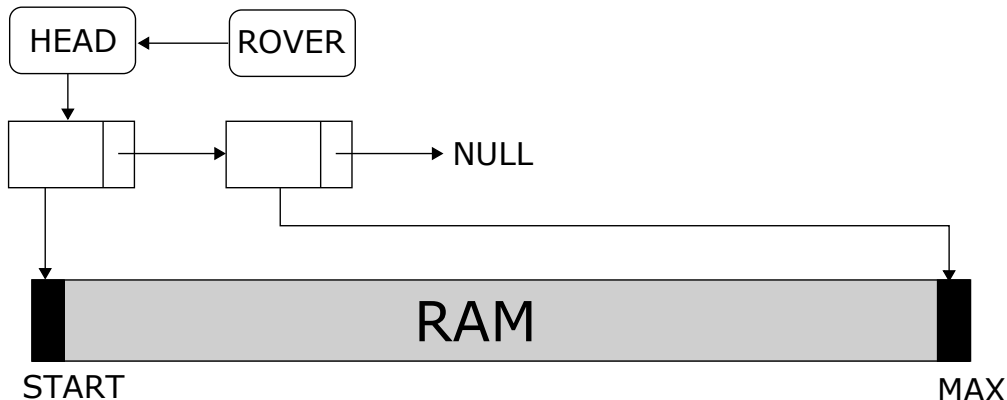 HEAD
ROVER
NULL
RAM
START
MAX